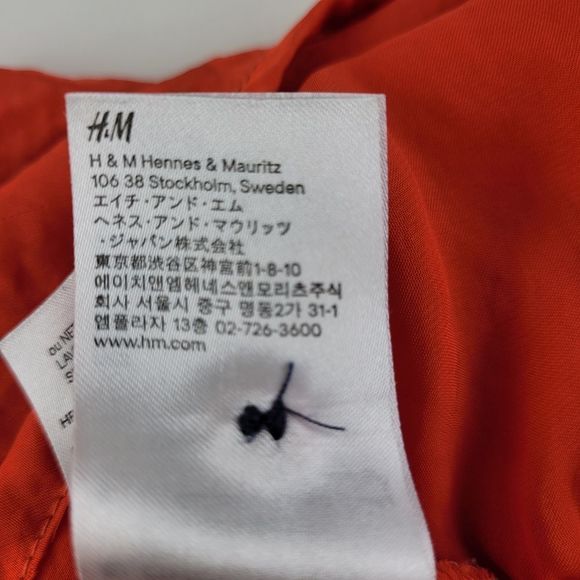 H&M
H & M Hennes & Mauritz
106 38 Stockholm, Sweden
エイチ・アンド・エム
ヘネス・アンド・マウリッツ
・ジャパン株式会社
東京都渋谷区神宮前1-8-10
에이치앤엠헤네스앤모리츠주식
회사 서울시 중구 명동2가 31-1
엠플라자 13층 02-726-3600
www.hm.com
ou NE
LAV
S
HF